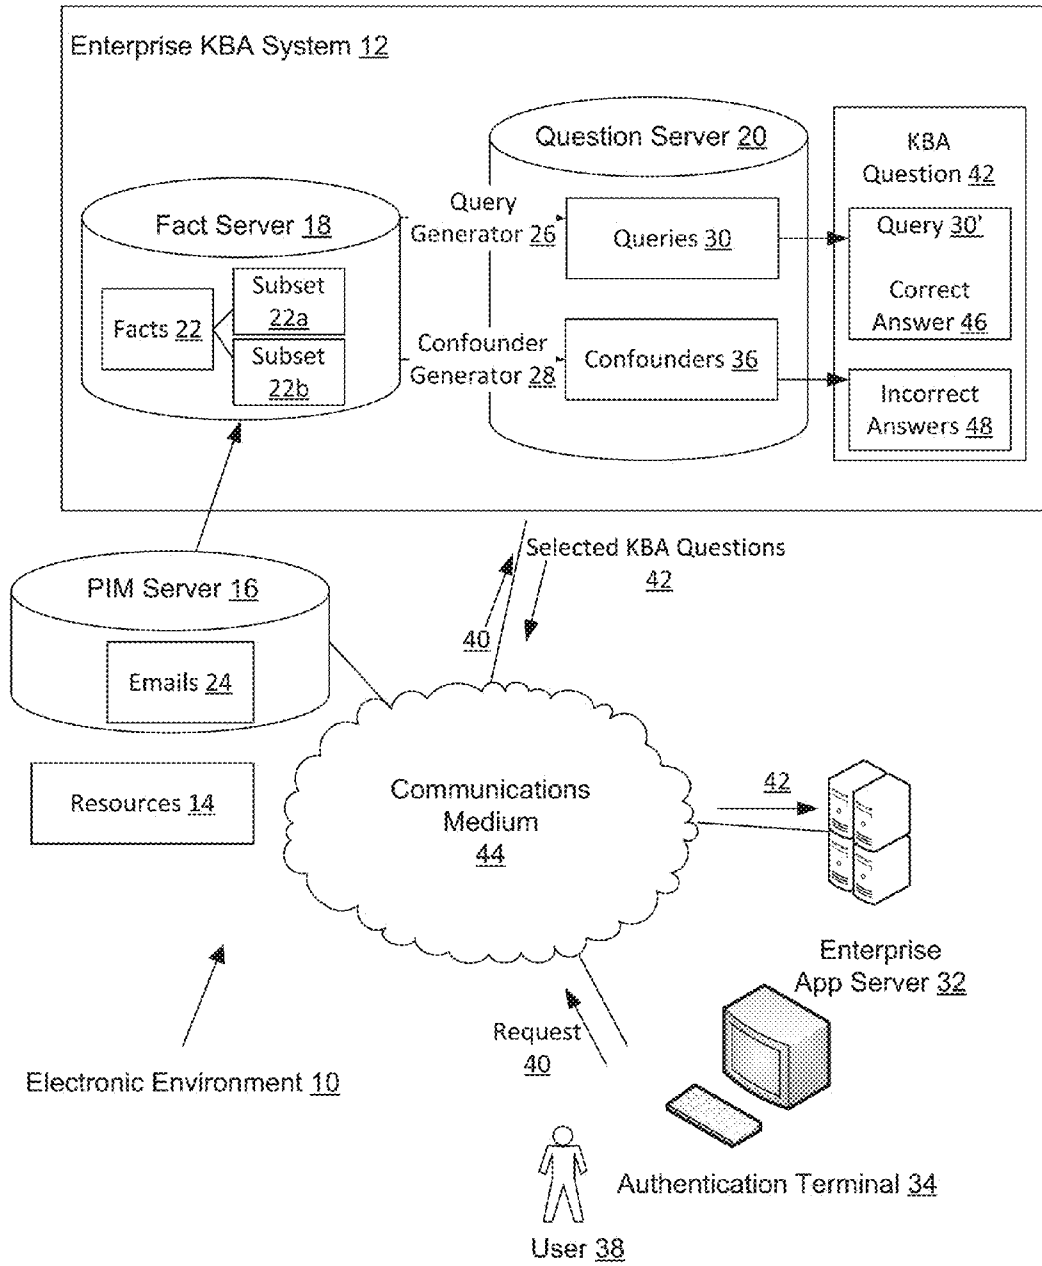 Enterprise KBA System 12
Question Server 20
KBA
Question 42
Fact Server 18
Query
Generator 26
Queries 30
Query 30'
Correct
Answer 46
Facts 22
Subset
22a
Subset
22b
Confounder
Generator 28
Confounders 36
Incorrect
Answers 48
Selected KBA Questions
42
PIM Server 16
40
Emails 24
Resources 14
Communications
Medium
44
42
Enterprise
App Server 32
Request
40
Electronic Environment 10
Authentication Terminal 34
User 38